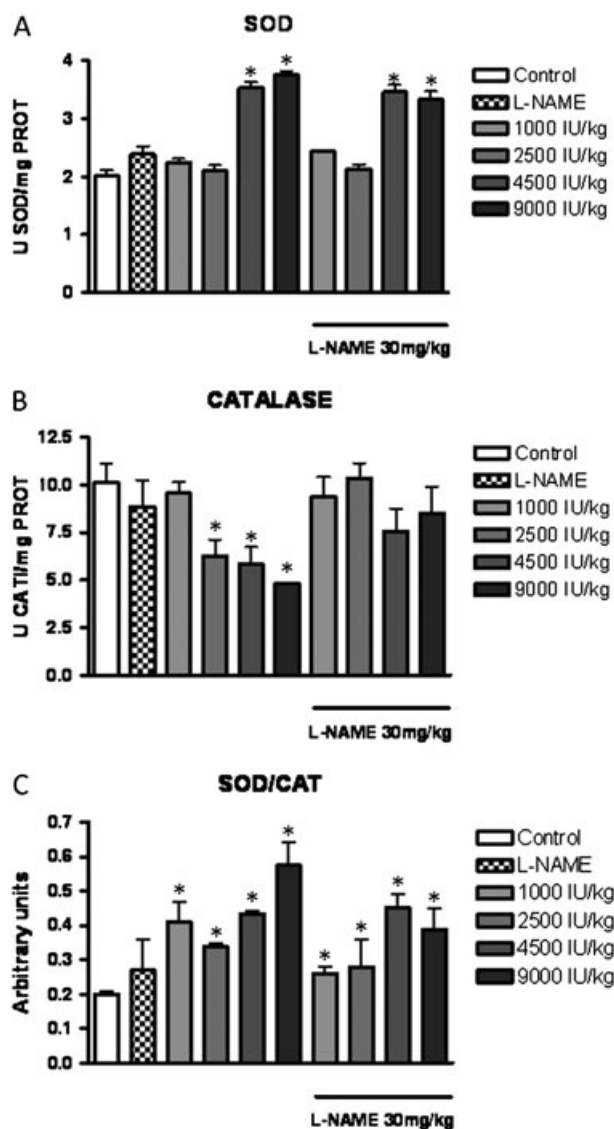 A
SOD
U SOD/mg PROT
4
3
2
1
0
* * * *
Control
L-NAME
1000 IU/kg
2500 IU/kg
4500 IU/kg
9000 IU/kg
L-NAME 30mg/kg
B
CATALASE
U CATI/mg PROT
12.5
10.0
7.5
5.0
2.5
0.0
* * *
Control
L-NAME
1000 IU/kg
2500 IU/kg
4500 IU/kg
9000 IU/kg
L-NAME 30mg/kg
C
SOD/CAT
Arbitrary units
0.7
0.6
0.5
0.4
0.3
0.2
0.1
0.0
* * * * * * * *
Control
L-NAME
1000 IU/kg
2500 IU/kg
4500 IU/kg
9000 IU/kg
L-NAME 30mg/kg